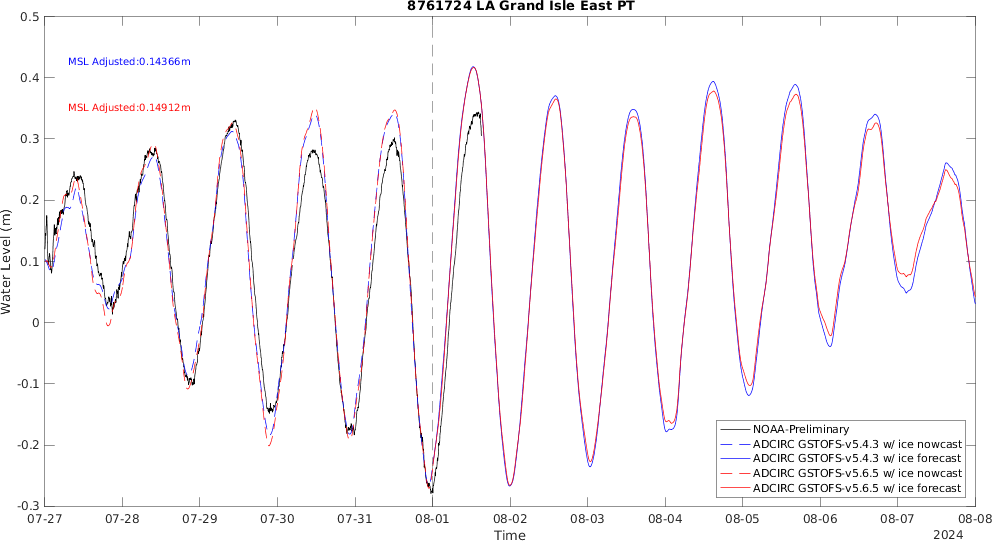 8761724 LA Grand Isle East PT
MSL Adjusted:0.14366m
MSL Adjusted:0.14912m
Water Level (m)
0.5
0.4
0.3
0.2
0.1
0
-0.1
-0.2
-0.3
NOAA-Preliminary
ADCIRC GSTOFS-v5.4.3 w/ ice nowcast
ADCIRC GSTOFS-v5.4.3 w/ ice forecast
ADCIRC GSTOFS-v5.6.5 w/ ice nowcast
ADCIRC GSTOFS-v5.6.5 w/ ice forecast
07-27 07-28 07-29 07-30 07-31 08-01 08-02 08-03 08-04 08-05 08-06 08-07 08-08
Time
2024